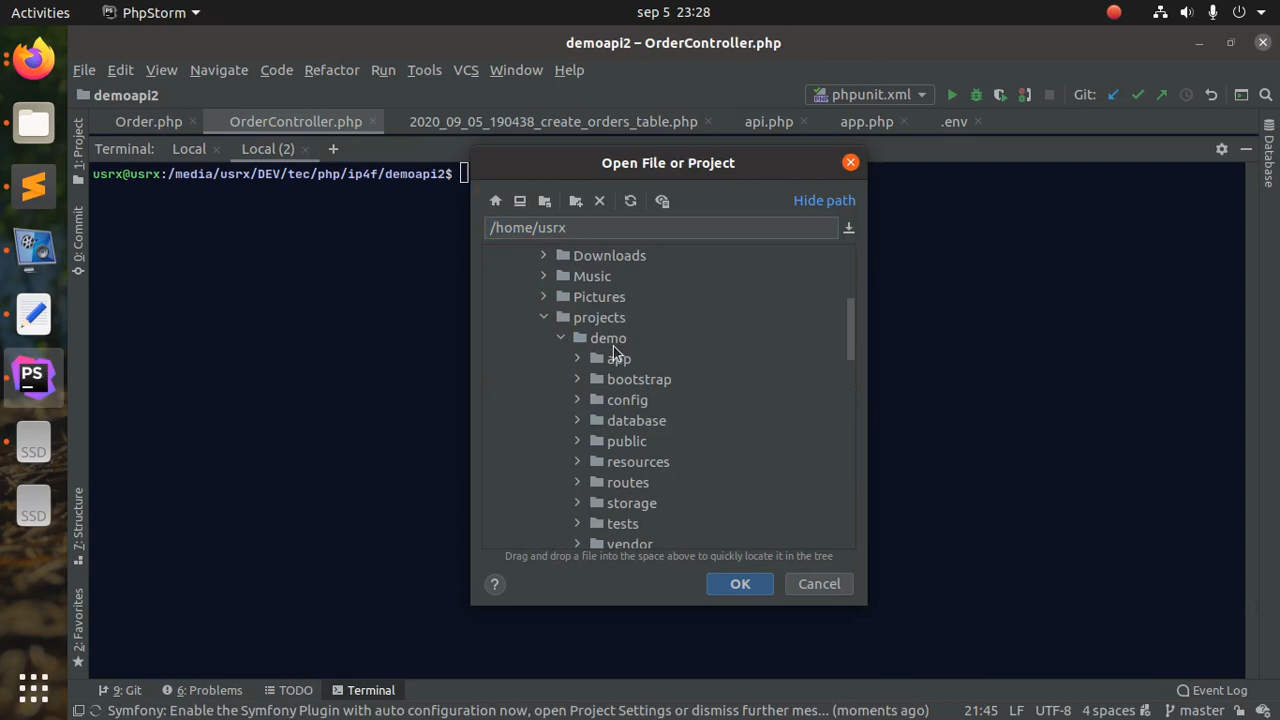 Activities PhpStorm sep 5 23:28
demoapi2 – OrderController.php
File Edit View Navigate Code Refactor Run Tools VCS Window Help
demoapi2 phpunit.xml Git:
Order.php OrderController.php 2020_09_05_190438_create_orders_table.php api.php app.php .env
1: Project
0: Commit
7: Structure
2: Favorites
Database
Terminal: Local Local (2)
usrx@usrx:/media/usrx/DEV/tec/php/ip4f/demoapi2$
Open File or Project
Hide path
/home/usrx
Downloads
Music
Pictures
projects
demo
app
bootstrap
config
database
public
resources
routes
storage
tests
vendor
Drag and drop a file into the space above to quickly locate it in the tree
? OK Cancel
PS
SSD
SSD
9: Git 6: Problems TODO Terminal Event Log
Symfony: Enable the Symfony Plugin with auto configuration now, open Project Settings or dismiss further mes... (moments ago) 21:45 LF UTF-8 4 spaces master